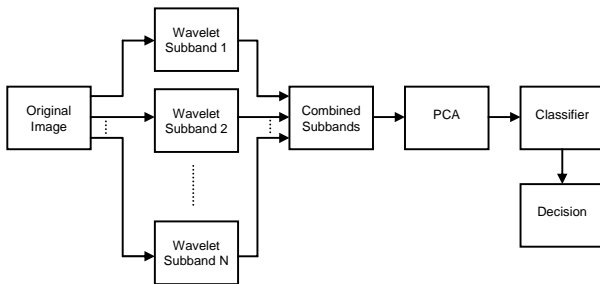 Original
Image
Wavelet
Subband 1
Wavelet
Subband 2
Wavelet
Subband N
Combined
Subbands
PCA
Classifier
Decision